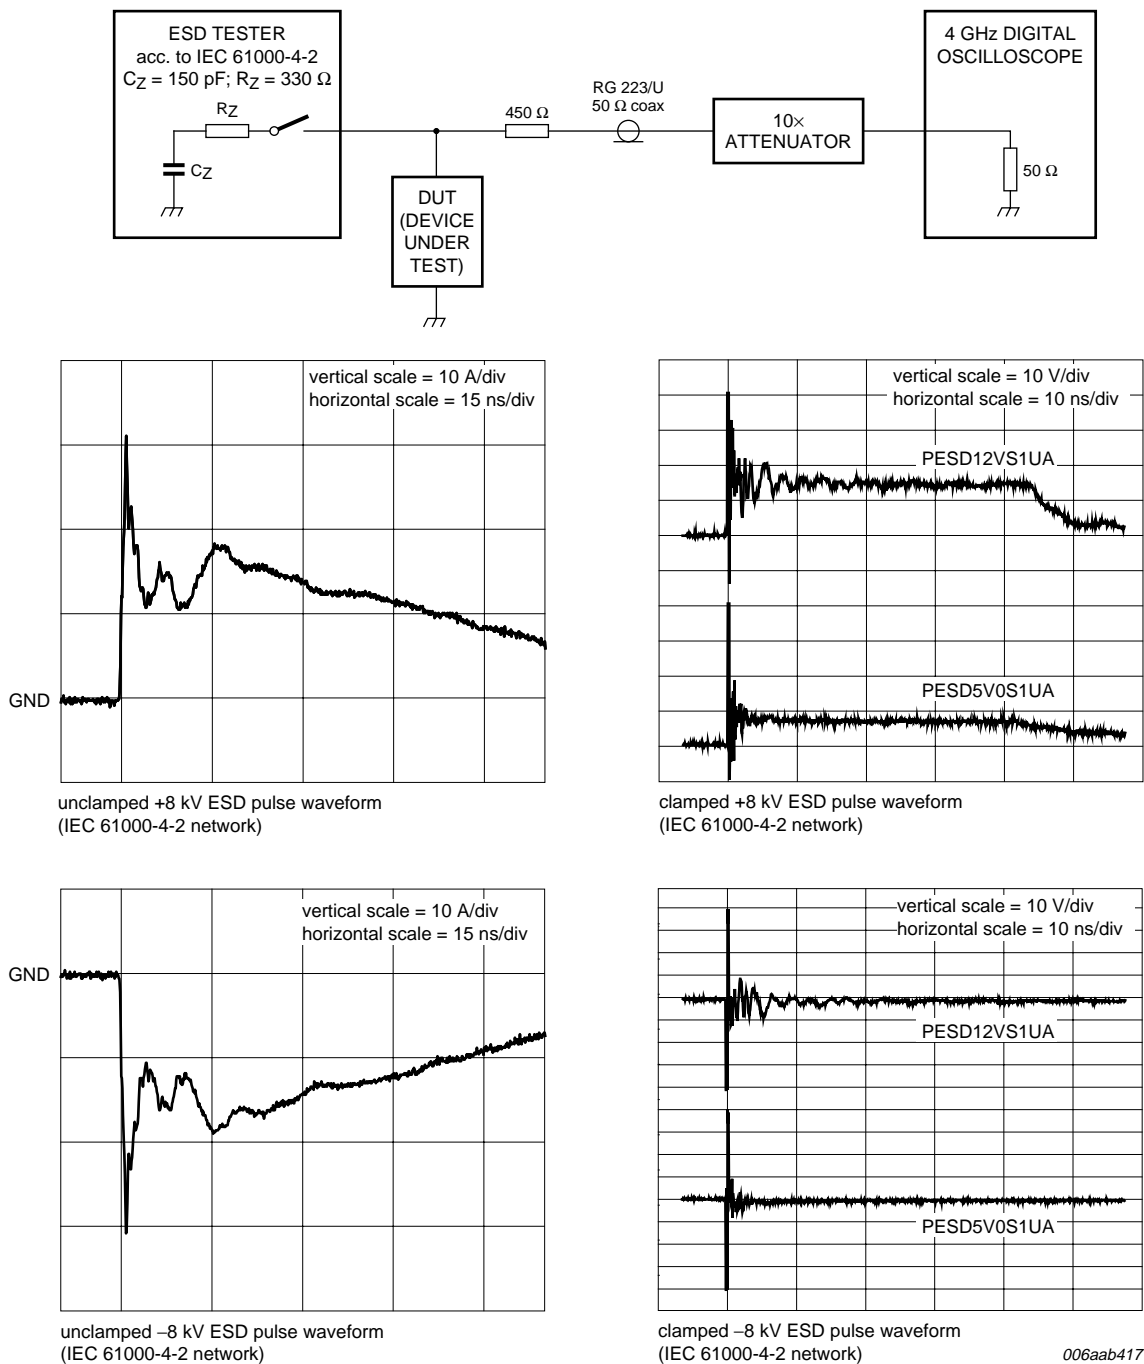 ESD TESTER
acc. to IEC 61000-4-2
CZ = 150 pF; RZ = 330 Ω
RZ
CZ
450 Ω
RG 223/U
50 Ω coax
10×
ATTENUATOR
4 GHz DIGITAL
OSCILLOSCOPE
50 Ω
DUT
(DEVICE
UNDER
TEST)
vertical scale = 10 A/div
horizontal scale = 15 ns/div
GND
unclamped +8 kV ESD pulse waveform
(IEC 61000-4-2 network)
vertical scale = 10 V/div
horizontal scale = 10 ns/div
PESD12VS1UA
PESD5V0S1UA
clamped +8 kV ESD pulse waveform
(IEC 61000-4-2 network)
vertical scale = 10 A/div
horizontal scale = 15 ns/div
GND
unclamped −8 kV ESD pulse waveform
(IEC 61000-4-2 network)
vertical scale = 10 V/div
horizontal scale = 10 ns/div
PESD12VS1UA
PESD5V0S1UA
clamped −8 kV ESD pulse waveform
(IEC 61000-4-2 network)
006aab417